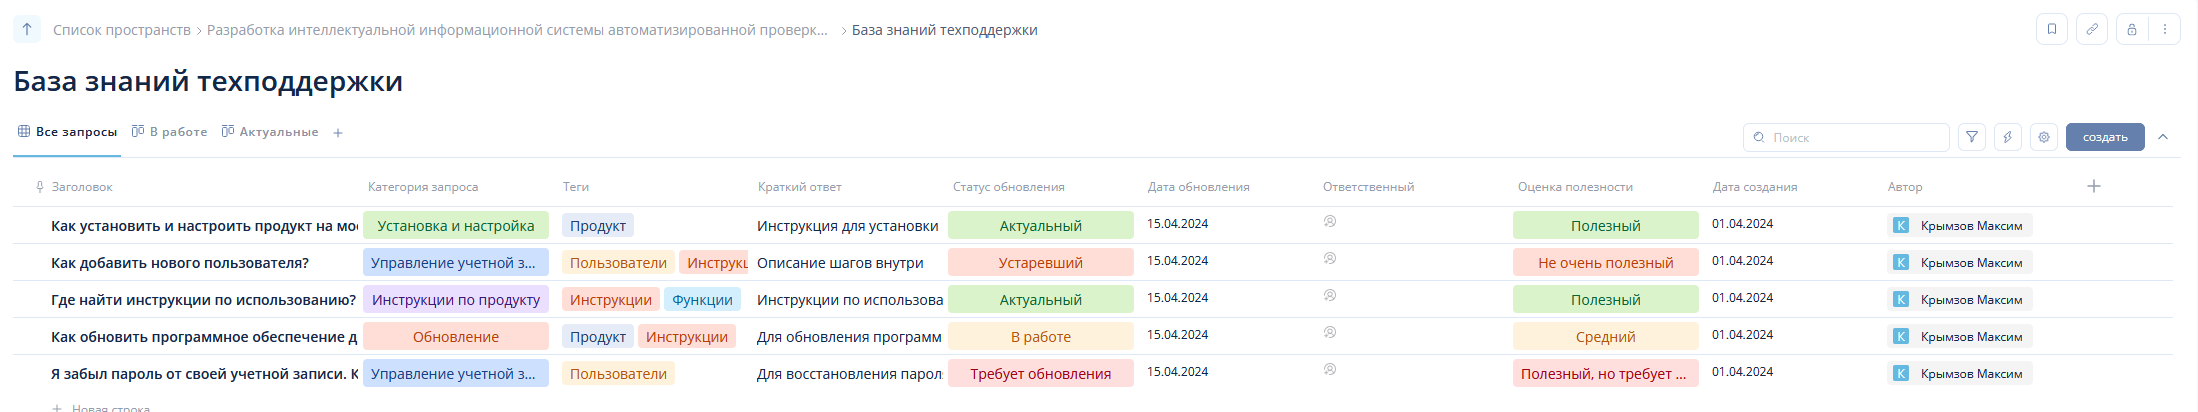 Список пространств > Разработка интеллектуальной информационной системы автоматизированной проверк... > База знаний техподдержки
База знаний техподдержки
Все запросы В работе Актуальные +
Поиск создать
Заголовок Категория запроса Теги Краткий ответ Статус обновления Дата обновления Ответственный Оценка полезности Дата создания Автор +
Как установить и настроить продукт на мо Установка и настройка Продукт Инструкция для установки Актуальный 15.04.2024 Полезный 01.04.2024 К Крымзов Максим
Как добавить нового пользователя? Управление учетной з... Пользователи Инструкц Описание шагов внутри Устаревший 15.04.2024 Не очень полезный 01.04.2024 К Крымзов Максим
Где найти инструкции по использованию? Инструкции по продукту Инструкции Функции Инструкции по использова Актуальный 15.04.2024 Полезный 01.04.2024 К Крымзов Максим
Как обновить программное обеспечение д Обновление Продукт Инструкции Для обновления программ В работе 15.04.2024 Средний 01.04.2024 К Крымзов Максим
Я забыл пароль от своей учетной записи. К Управление учетной з... Пользователи Для восстановления парол Требует обновления 15.04.2024 Полезный, но требует ... 01.04.2024 К Крымзов Максим
+ Новая строка